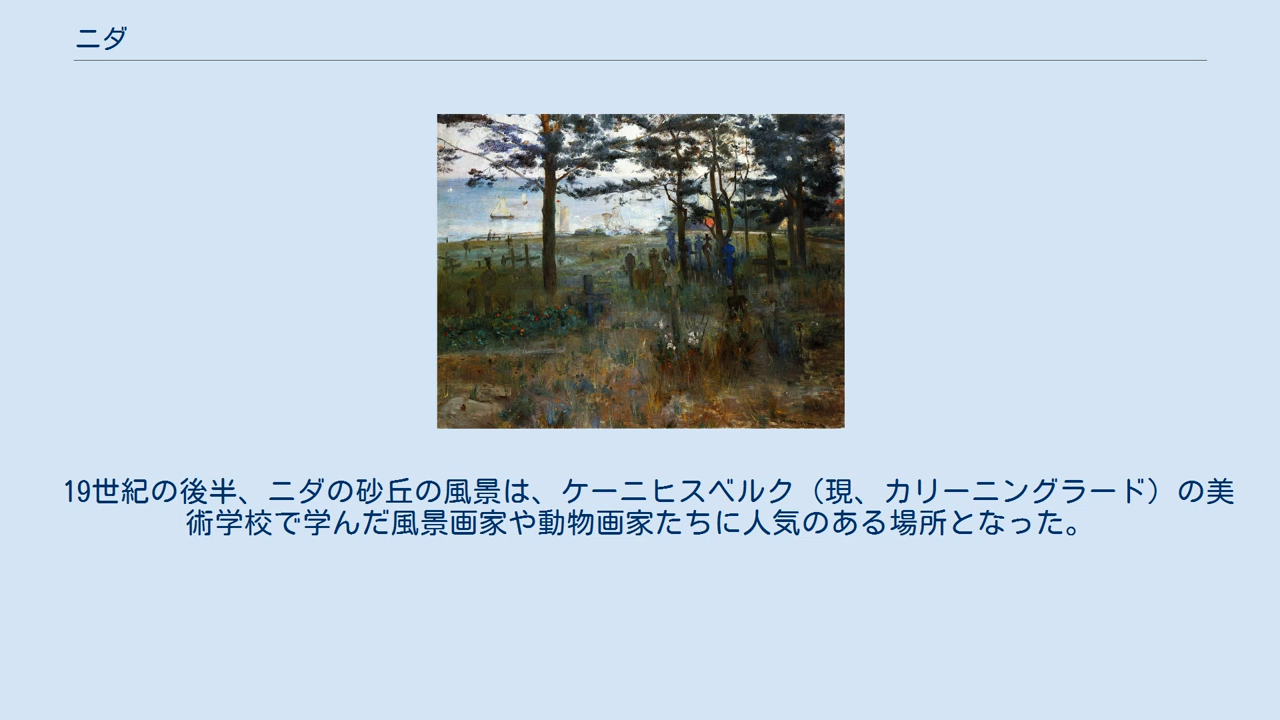 ニダ
19世紀の後半、ニダの砂丘の風景は、ケーニヒスベルク（現、カリーニングラード）の美
術学校で学んだ風景画家や動物画家たちに人気のある場所となった。